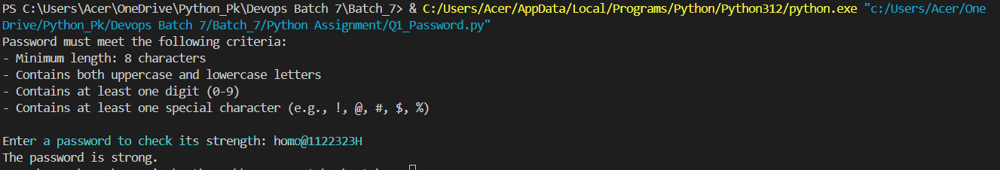 PS C:\Users\Acer\OneDrive\Python_Pk\Devops Batch 7\Batch_7> & C:/Users/Acer/AppData/Local/Programs/Python/Python312/python.exe "c:/Users/Acer/One
Drive/Python_Pk/Devops Batch 7/Batch_7/Python Assignment/Q1_Password.py"
Password must meet the following criteria:
- Minimum length: 8 characters
- Contains both uppercase and lowercase letters
- Contains at least one digit (0-9)
- Contains at least one special character (e.g., !, @, #, $, %)
Enter a password to check its strength: homo@1122323H
The password is strong.